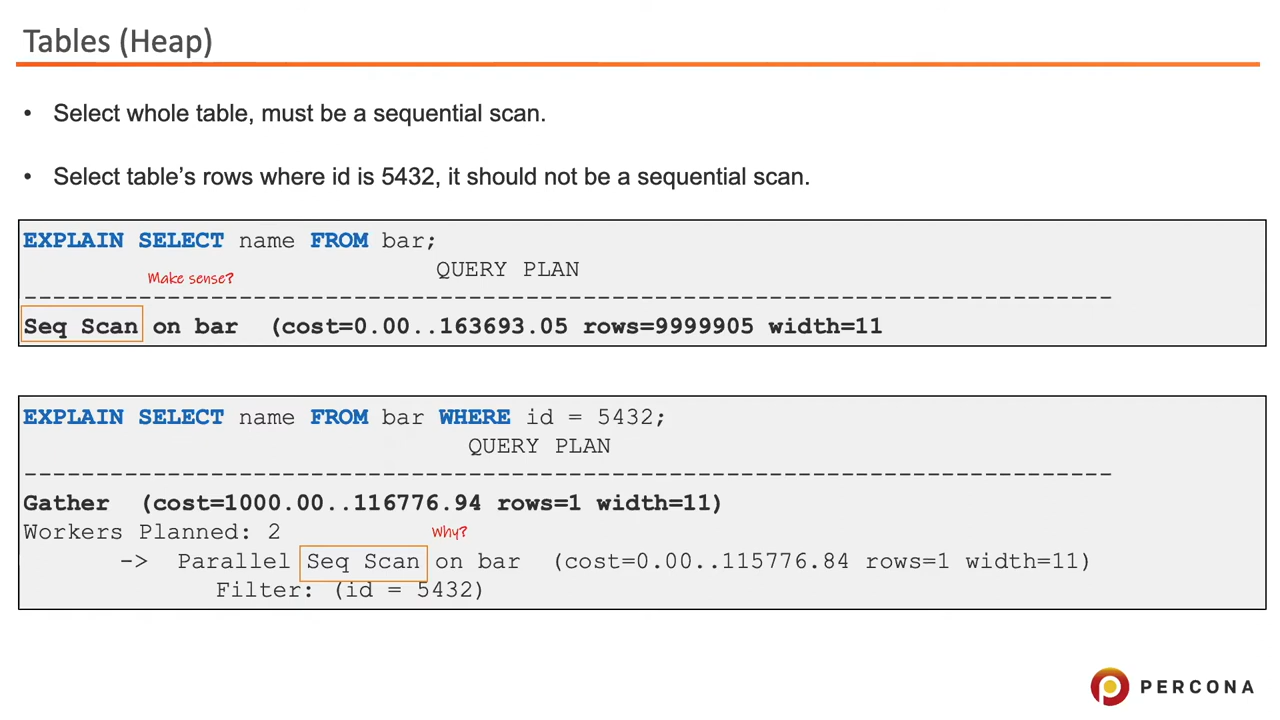 Tables (Heap)
• Select whole table, must be a sequential scan.
• Select table’s rows where id is 5432, it should not be a sequential scan.
EXPLAIN SELECT name FROM bar;
QUERY PLAN
Make sense?
----------------------------------------------------------------------------
Seq Scan on bar (cost=0.00..163693.05 rows=9999905 width=11
EXPLAIN SELECT name FROM bar WHERE id = 5432;
QUERY PLAN
----------------------------------------------------------------------------
Gather (cost=1000.00..116776.94 rows=1 width=11)
Workers Planned: 2
Why?
-> Parallel Seq Scan on bar (cost=0.00..115776.84 rows=1 width=11)
Filter: (id = 5432)
PERCONA